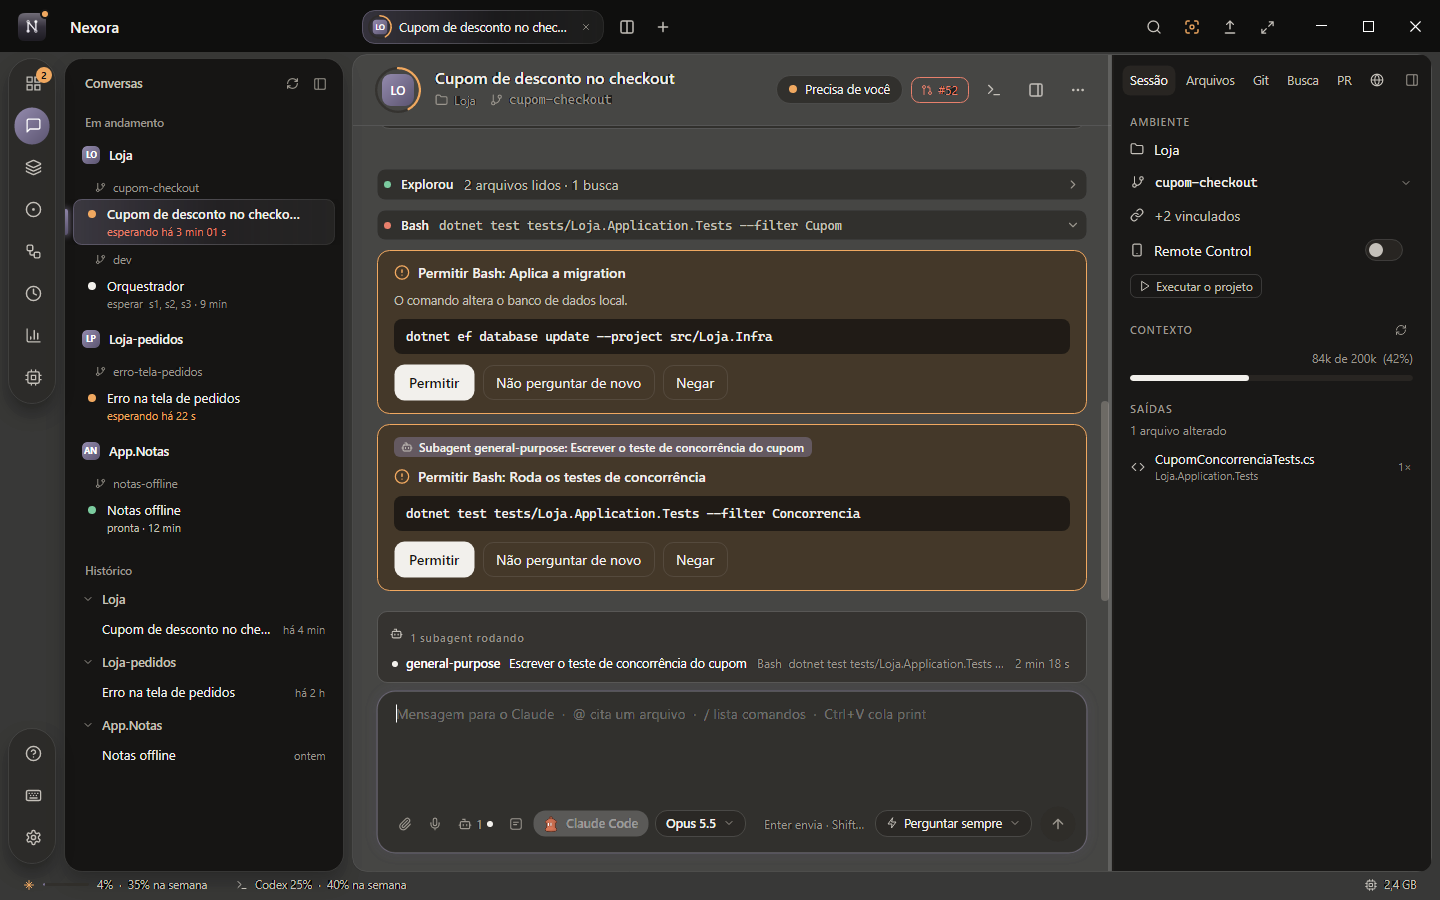 N
Nexora
LO
Cupom de desconto no chec...
2
Conversas
Em andamento
LO
Loja
cupom-checkout
Cupom de desconto no checko...
esperando há 3 min 01 s
dev
Orquestrador
esperar s1, s2, s3 · 9 min
LP
Loja-pedidos
erro-tela-pedidos
Erro na tela de pedidos
esperando há 22 s
AN
App.Notas
notas-offline
Notas offline
pronta · 12 min
Histórico
Loja
Cupom de desconto no che...
há 4 min
Loja-pedidos
Erro na tela de pedidos
há 2 h
App.Notas
Notas offline
ontem
LO
Cupom de desconto no checkout
Loja
cupom-checkout
Precisa de você
#52
Explorou 2 arquivos lidos · 1 busca
Bash dotnet test tests/Loja.Application.Tests --filter Cupom
Permitir Bash: Aplica a migration
O comando altera o banco de dados local.
dotnet ef database update --project src/Loja.Infra
Permitir
Não perguntar de novo
Negar
Subagent general-purpose: Escrever o teste de concorrência do cupom
Permitir Bash: Roda os testes de concorrência
dotnet test tests/Loja.Application.Tests --filter Concorrencia
Permitir
Não perguntar de novo
Negar
1 subagent rodando
general-purpose Escrever o teste de concorrência do cupom Bash dotnet test tests/Loja.Application.Tests ... 2 min 18 s
Mensagem para o Claude · @ cita um arquivo · / lista comandos · Ctrl+V cola print
1
Claude Code
Opus 5.5
Enter envia · Shift...
Perguntar sempre
Sessão
Arquivos
Git
Busca
PR
AMBIENTE
Loja
cupom-checkout
+2 vinculados
Remote Control
Executar o projeto
CONTEXTO
84k de 200k (42%)
SAÍDAS
1 arquivo alterado
CupomConcorrenciaTests.cs
Loja.Application.Tests
1×
4% · 35% na semana
Codex 25% · 40% na semana
2,4 GB